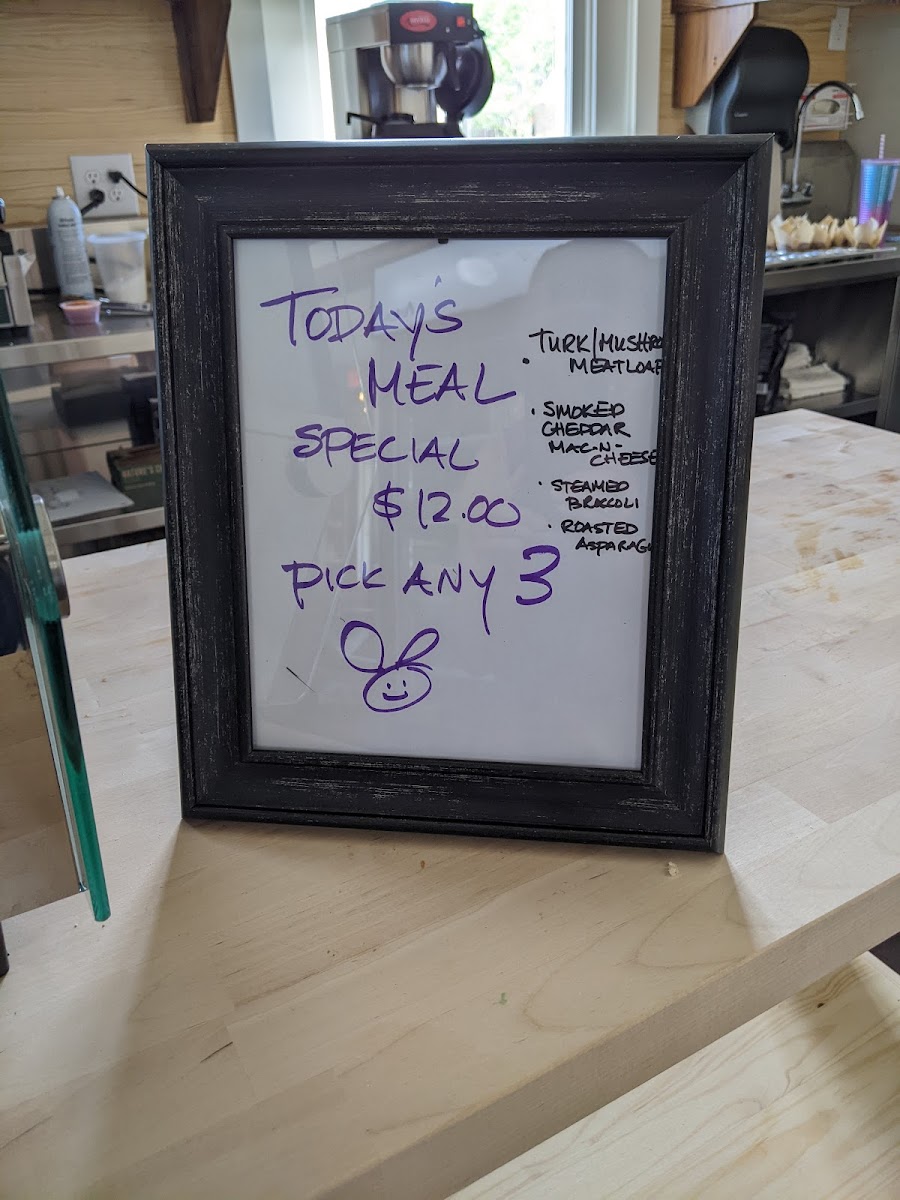 TODAY'S
MEAL
SPECIAL
$12.00
PICK ANY 3
• TURK/MUSHRO
MEATLOAF
• SMOKED
CHEDDAR
MAC-N-
CHEESE
• STEAMED
BROCCOLI
• ROASTED
ASPARAGU